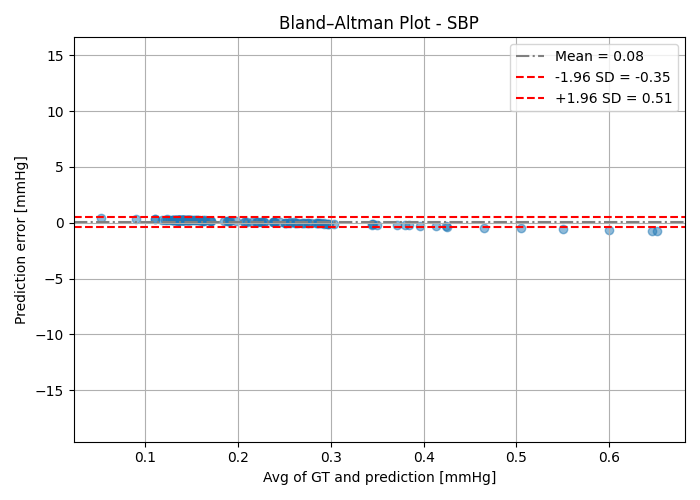 Bland–Altman Plot - SBP
Mean = 0.08
-1.96 SD = -0.35
+1.96 SD = 0.51
Prediction error [mmHg]
15
10
5
0
−5
−10
−15
0.1 0.2 0.3 0.4 0.5 0.6
Avg of GT and prediction [mmHg]